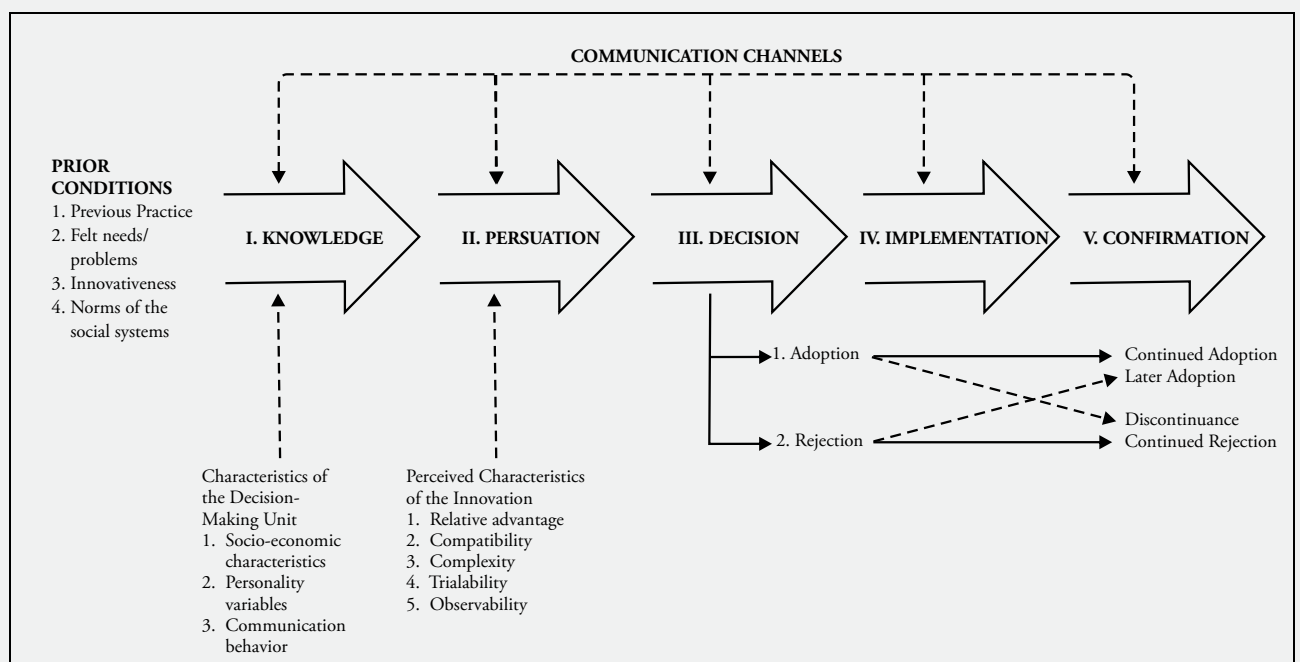 COMMUNICATION CHANNELS
PRIOR
CONDITIONS
1. Previous Practice
2. Felt needs/
problems
3. Innovativeness
4. Norms of the
social systems
I. KNOWLEDGE
II. PERSUATION
III. DECISION
IV. IMPLEMENTATION
V. CONFIRMATION
1. Adoption
2. Rejection
Continued Adoption
Later Adoption
Discontinuance
Continued Rejection
Characteristics of
the Decision-
Making Unit
1. Socio-economic
characteristics
2. Personality
variables
3. Communication
behavior
Perceived Characteristics
of the Innovation
1. Relative advantage
2. Compatibility
3. Complexity
4. Trialability
5. Observability